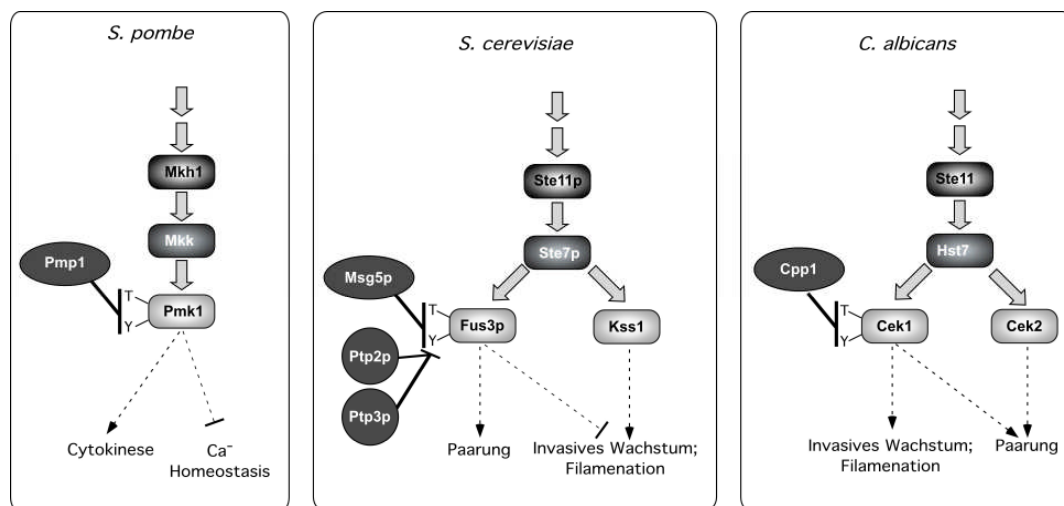 S. pombe
Mkh1
Mkk
Pmp1
T
Y
Pmk1
Cytokinese
Ca⁻
Homeostasis
S. cerevisiae
Ste11p
Ste7p
Msg5p
T
Y
Fus3p
Kss1
Ptp2p
Ptp3p
Paarung
Invasives Wachstum;
Filamenation
C. albicans
Ste11
Hst7
Cpp1
T
Y
Cek1
Cek2
Invasives Wachstum;
Filamenation
Paarung